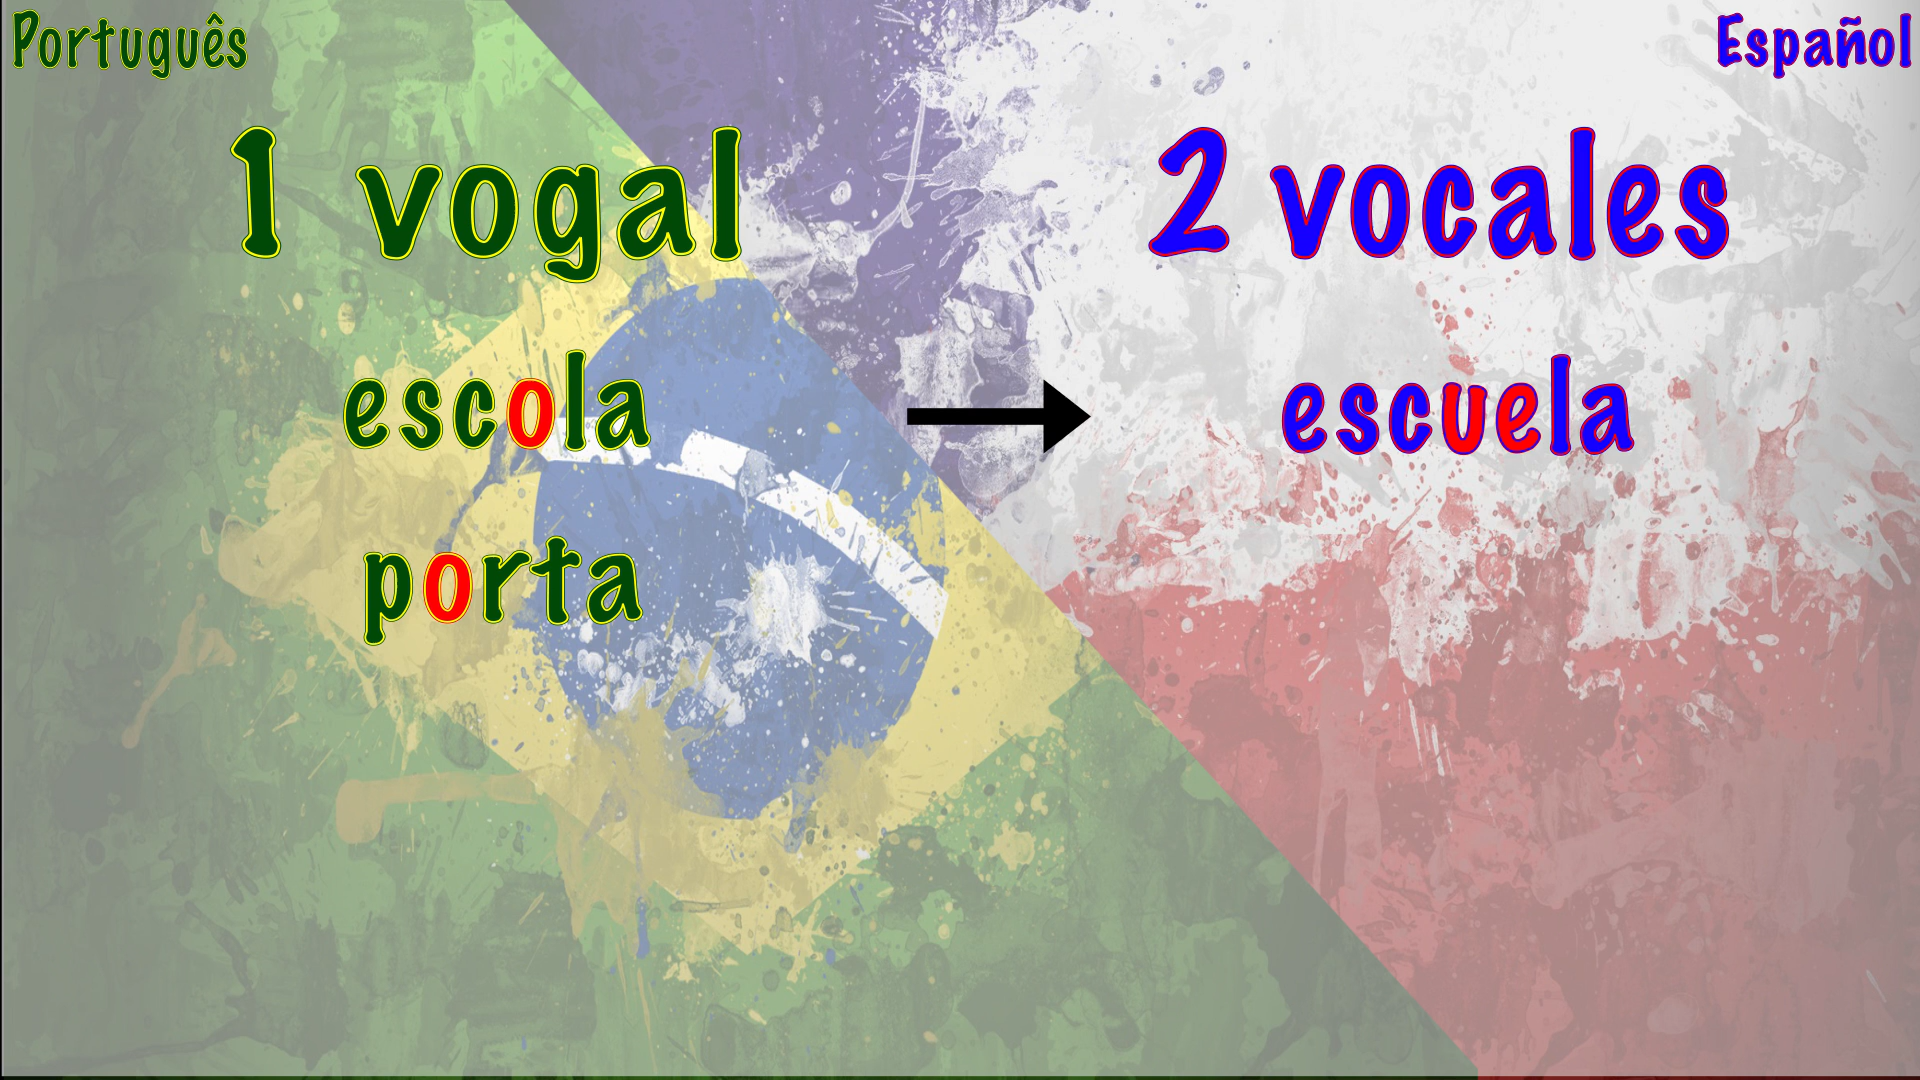 Português
Español
1 vogal
2 vocales
escola
escuela
porta